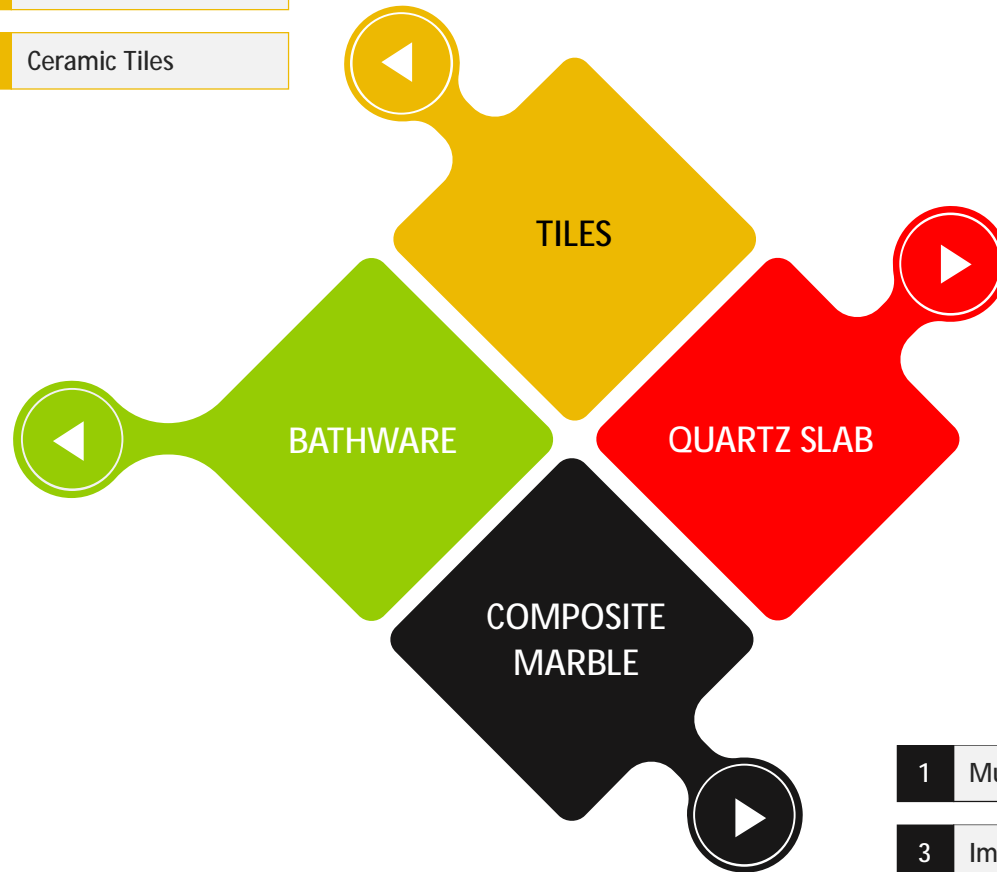 Ceramic Tiles
TILES
BATHWARE
QUARTZ SLAB
COMPOSITE
MARBLE
1
3